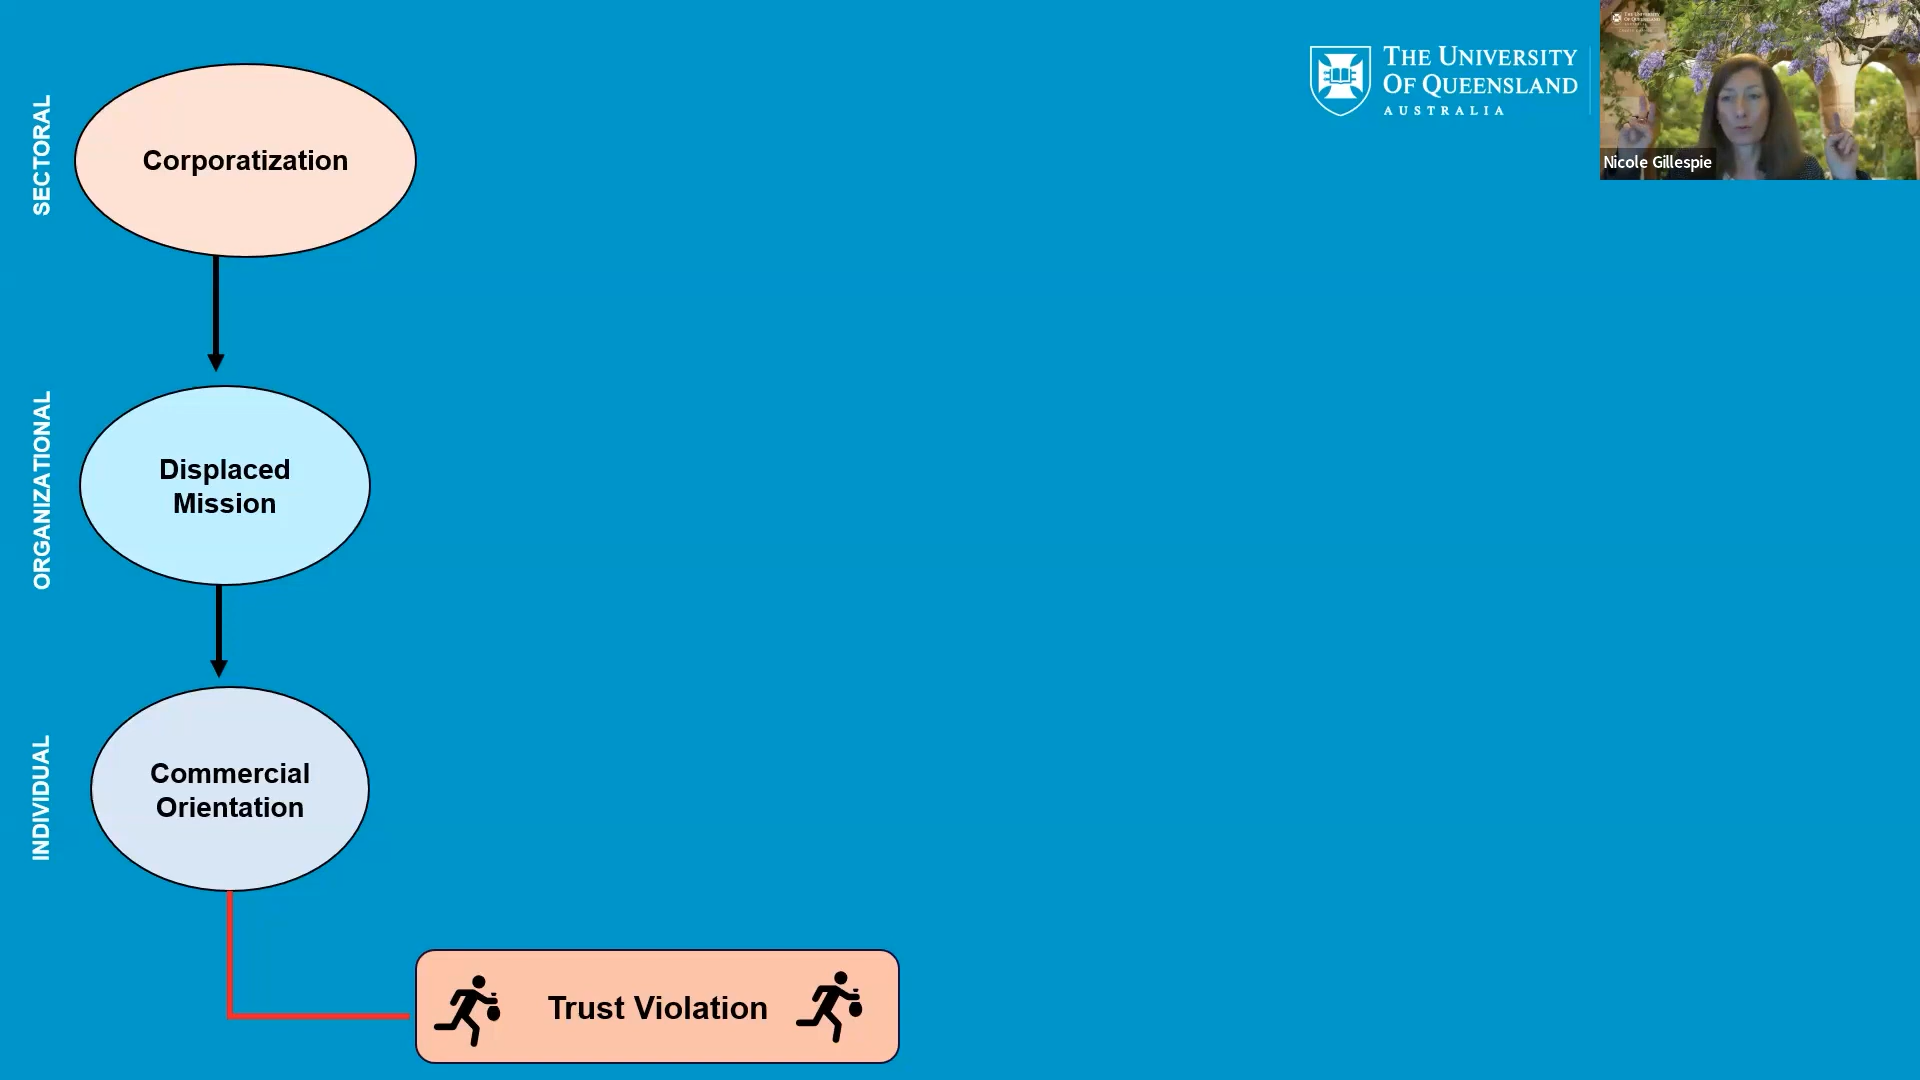 SECTORAL
Corporatization
THE UNIVERSITY
OF QUEENSLAND
AUSTRALIA
Nicole Gillespie
ORGANIZATIONAL
Displaced
Mission
INDIVIDUAL
Commercial
Orientation
Trust Violation